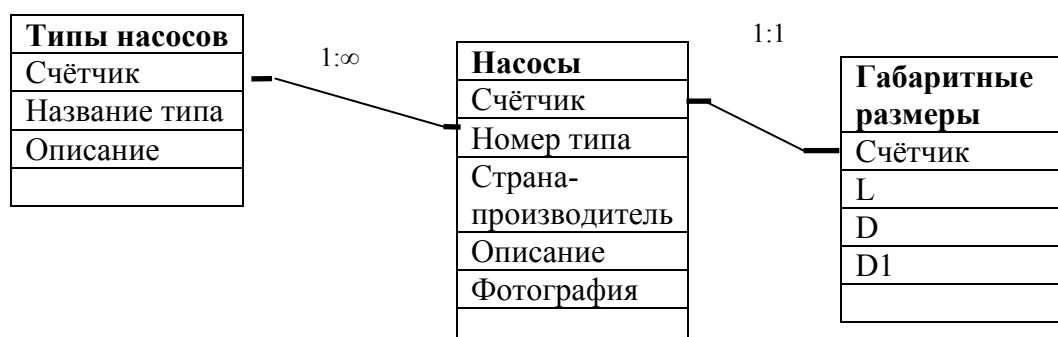 Типы насосов
Счётчик
Название типа
Описание
1:∞
Насосы
Счётчик
Номер типа
Страна-
производитель
Описание
Фотография
1:1
Габаритные
размеры
Счётчик
L
D
D1